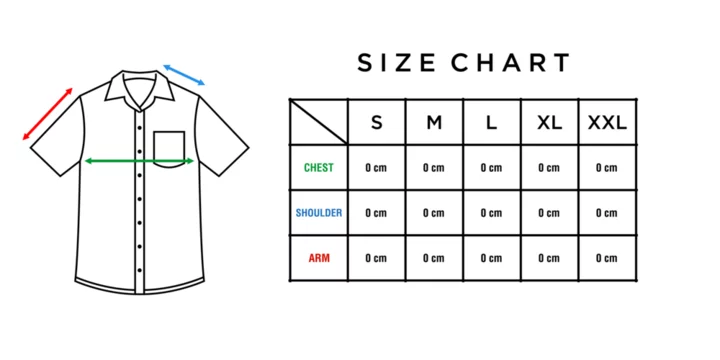 SIZE CHART
S M L XL XXL
CHEST 0 cm 0 cm 0 cm 0 cm 0 cm
SHOULDER 0 cm 0 cm 0 cm 0 cm 0 cm
ARM 0 cm 0 cm 0 cm 0 cm 0 cm